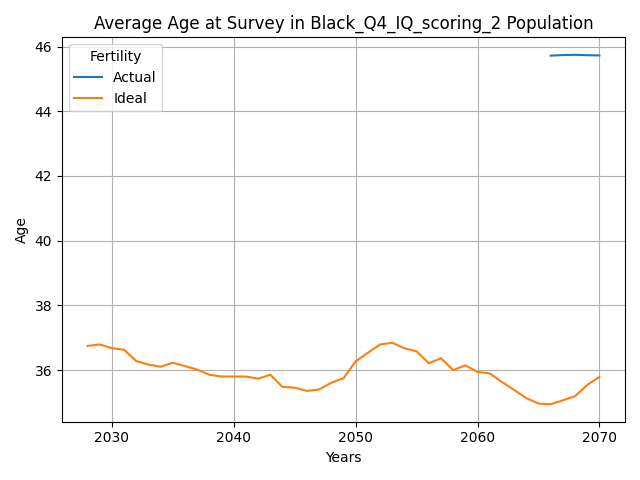 Average Age at Survey in Black_Q4_IQ_scoring_2 Population
Fertility
Actual
Ideal
46
44
42
40
38
36
Age
2030 2040 2050 2060 2070
Years